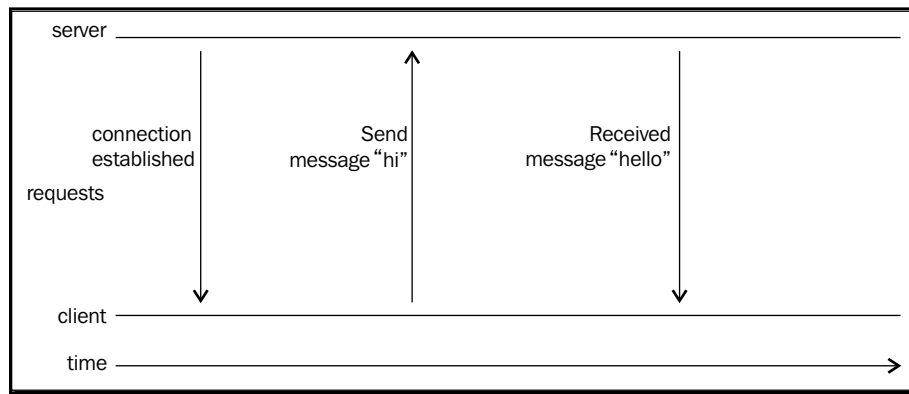 server
connection
established
Send
message “hi”
Received
message “hello”
requests
client
time